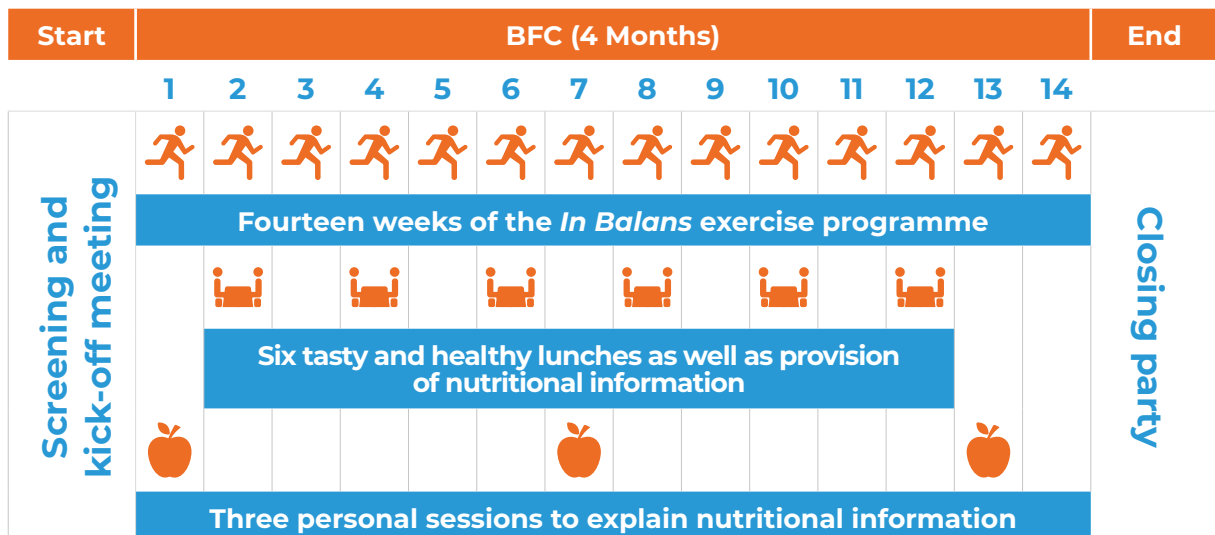 Start
BFC (4 Months)
End
1 2 3 4 5 6 7 8 9 10 11 12 13 14
Screening and
kick-off meeting
Fourteen weeks of the In Balans exercise programme
Six tasty and healthy lunches as well as provision
of nutritional information
Three personal sessions to explain nutritional information
Closing party